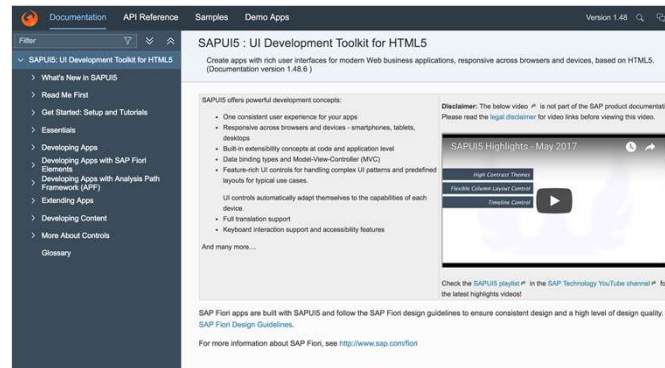 Documentation API Reference Samples Demo Apps Version 1.48
Filter
SAPUI5: UI Development Toolkit for HTML5
What's New in SAPUI5
Read Me First
Get Started: Setup and Tutorials
Essentials
Developing Apps
Developing Apps with SAP Fiori
Elements
Developing Apps with Analysis Path
Framework (APF)
Extending Apps
Developing Content
More About Controls
Glossary
SAPUI5 : UI Development Toolkit for HTML5
Create apps with rich user interfaces for modern Web business applications, responsive across browsers and devices, based on HTML5.
(Documentation version 1.48.6 )
SAPUI5 offers powerful development concepts:
• One consistent user experience for your apps
• Responsive across browsers and devices - smartphones, tablets,
desktops
• Built-in extensibility concepts at code and application level
• Data binding types and Model-View-Controller (MVC)
• Feature-rich UI controls for handling complex UI patterns and predefined
layouts for typical use cases.
UI controls automatically adapt themselves to the capabilities of each
device.
• Full translation support
• Keyboard interaction support and accessibility features
And many more....
Disclaimer: The below video is not part of the SAP product documentati
Please read the legal disclaimer for video links before viewing this video.
SAPUI5 Highlights - May 2017
High Contrast Themes
Flexible Column Layout Control
Timeline Control
Check the SAPUI5 playlist in the SAP Technology YouTube channel fo
the latest highlights videos!
SAP Fiori apps are built with SAPUI5 and follow the SAP Fiori design guidelines to ensure consistent design and a high level of design quality.
SAP Fiori Design Guidelines.
For more information about SAP Fiori, see http://www.sap.com/fiori